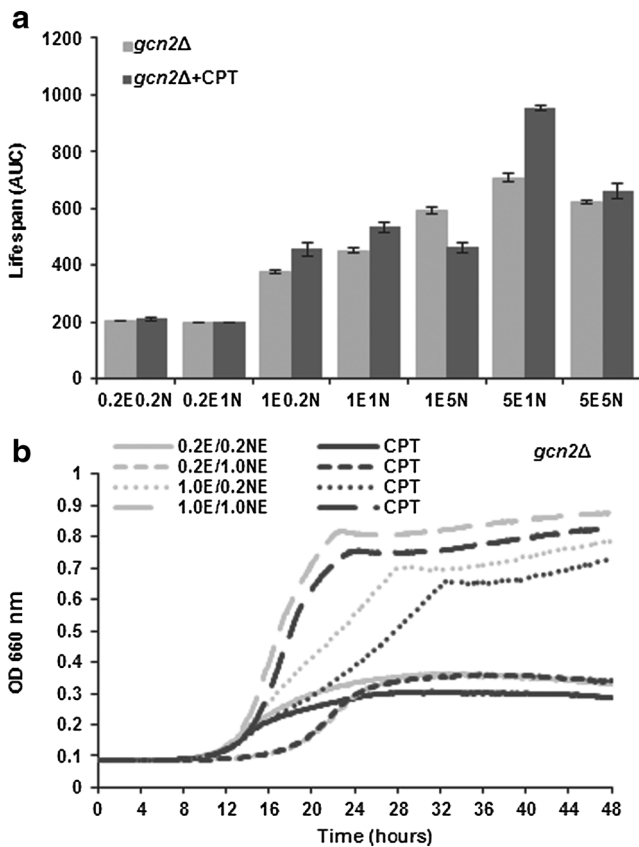 a
1200
1000
800
600
400
200
0
Lifespan (AUC)
gcn2Δ
gcn2Δ+CPT
0.2E0.2N 0.2E1N 1E0.2N 1E1N 1E5N 5E1N 5E5N
b
0.2E/0.2NE CPT gcn2Δ
0.2E/1.0NE CPT
1.0E/0.2NE CPT
1.0E/1.0NE CPT
1
0.9
0.8
0.7
0.6
0.5
0.4
0.3
0.2
0.1
0
OD 660 nm
0 4 8 12 16 20 24 28 32 36 40 44 48
Time (hours)